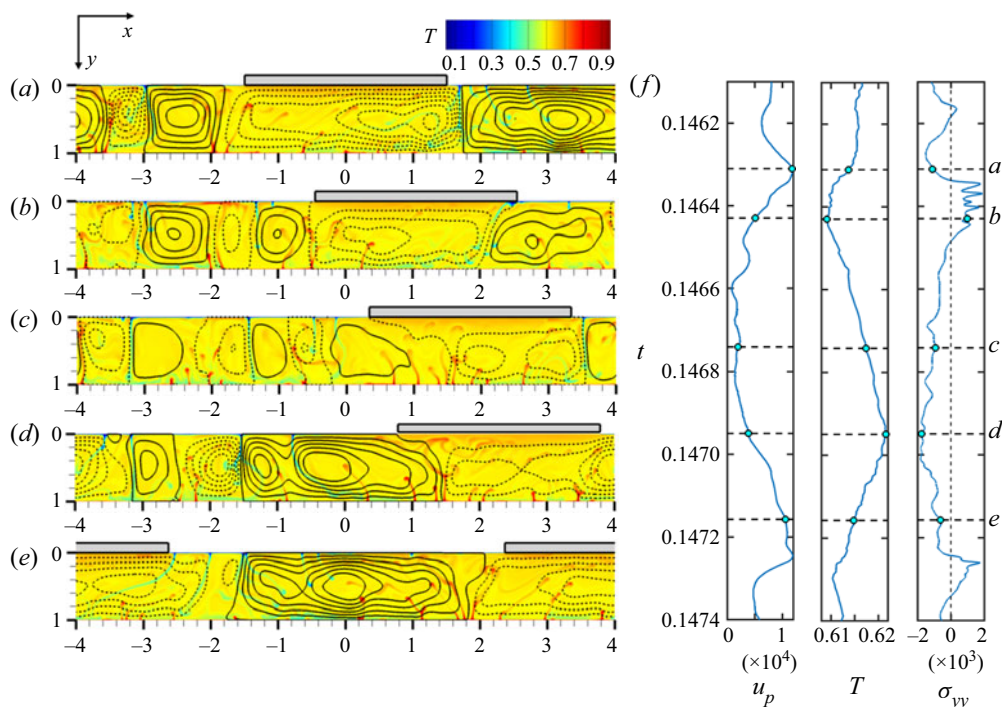 x
y
T
0.1 0.3 0.5 0.7 0.9
(a)
0
1
–4 –3 –2 –1 0 1 2 3 4
(b)
0
1
–4 –3 –2 –1 0 1 2 3 4
(c)
0
1
–4 –3 –2 –1 0 1 2 3 4
(d)
0
1
–4 –3 –2 –1 0 1 2 3 4
(e)
0
1
–4 –3 –2 –1 0 1 2 3 4
(f)
t
0.1462
0.1464
0.1466
0.1468
0.1470
0.1472
0.1474
a
b
c
d
e
0 1
(×10⁴)
u_p
0.61 0.62
T
–2 0 2
(×10³)
σ_yy